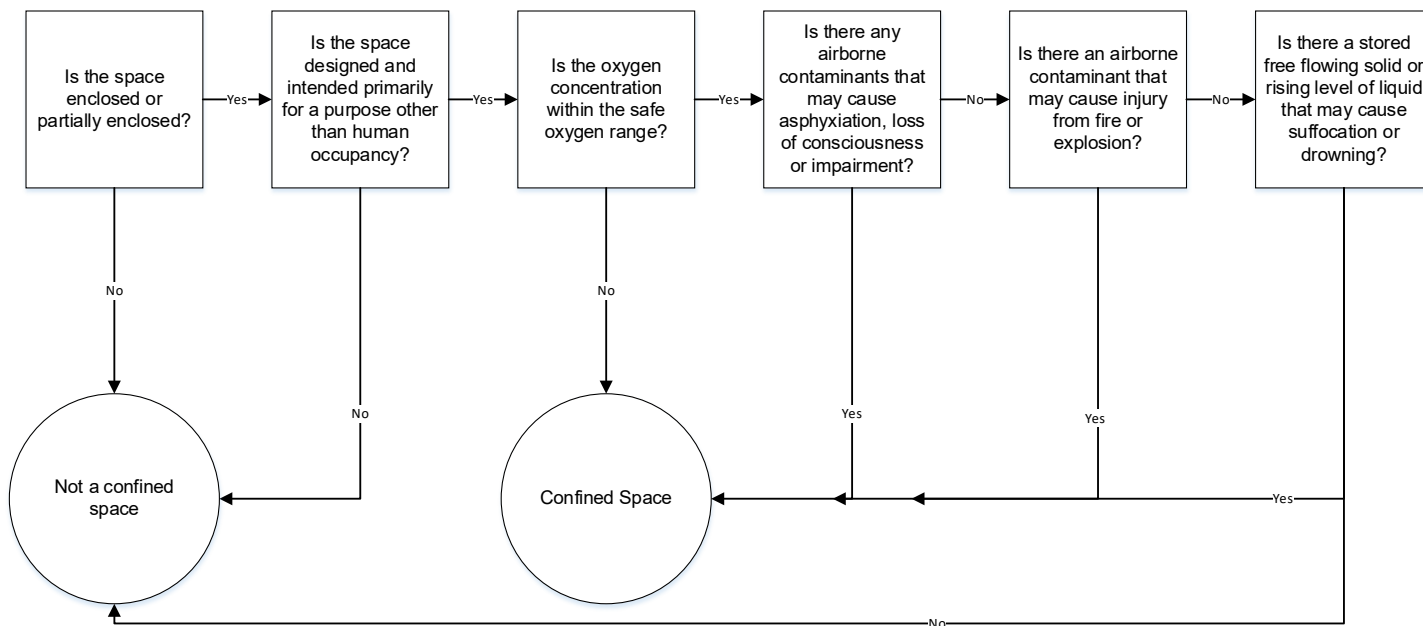 Is the space
enclosed or
partially enclosed?
Yes
Is the space
designed and
intended primarily
for a purpose other
than human
occupancy?
Yes
Is the oxygen
concentration
within the safe
oxygen range?
Yes
Is there any
airborne
contaminants that
may cause
asphyxiation, loss
of consciousness
or impairment?
No
Is there an airborne
contaminant that
may cause injury
from fire or
explosion?
No
Is there a stored
free flowing solid or
rising level of liquid
that may cause
suffocation or
drowning?
No
No
No
Yes
Yes
Not a confined
space
Confined Space
Yes
No